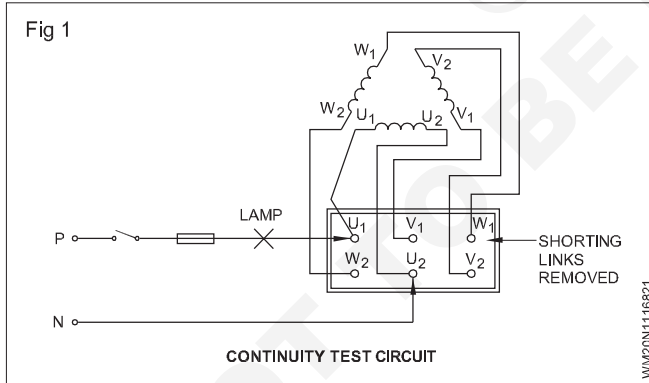 Fig 1
W1
V2
W2
U1
U2
V1
LAMP
P
U1
V1
W1
SHORTING
LINKS
REMOVED
W2
U2
V2
N
CONTINUITY TEST CIRCUIT
WM20N1116821